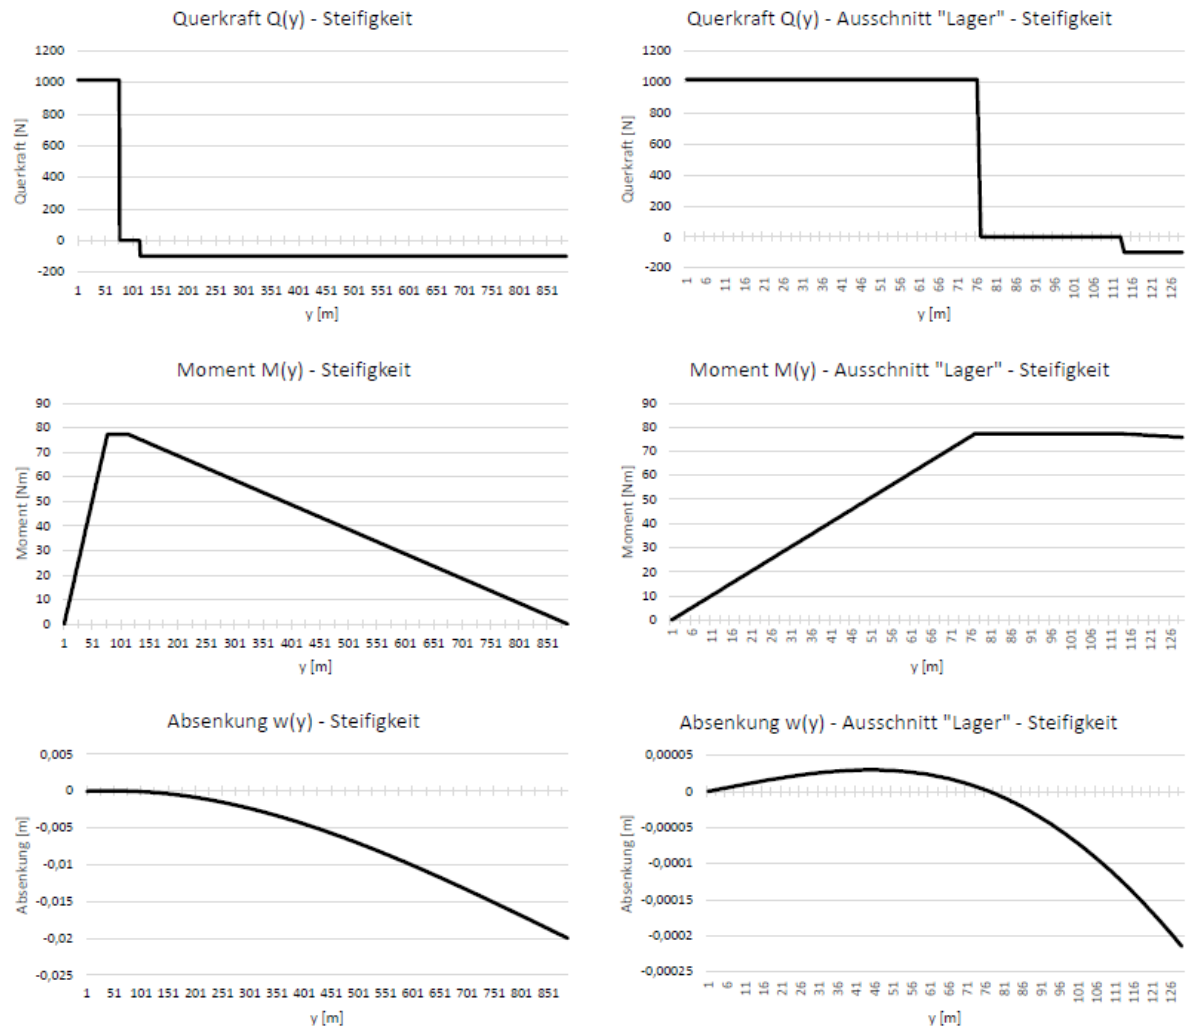 Querkraft Q(y) - Steifigkeit
1200
1000
800
600
400
200
0
-200
Querkraft [N]
1 51 101 151 201 251 301 351 401 451 501 551 601 651 701 751 801 851
y [m]
Querkraft Q(y) - Ausschnitt "Lager" - Steifigkeit
1200
1000
800
600
400
200
0
-200
Querkraft [N]
1 6 11 16 21 26 31 36 41 46 51 56 61 66 71 76 81 86 91 96 101 106 111 116 121 126
y [m]
Moment M(y) - Steifigkeit
90
80
70
60
50
40
30
20
10
0
Moment [Nm]
1 51 101 151 201 251 301 351 401 451 501 551 601 651 701 751 801 851
y [m]
Moment M(y) - Ausschnitt "Lager" - Steifigkeit
90
80
70
60
50
40
30
20
10
0
Moment [Nm]
1 6 11 16 21 26 31 36 41 46 51 56 61 66 71 76 81 86 91 96 101 106 111 116 121 126
y [m]
Absenkung w(y) - Steifigkeit
0,005
0
-0,005
-0,01
-0,015
-0,02
-0,025
Absenkung [m]
1 51 101 151 201 251 301 351 401 451 501 551 601 651 701 751 801 851
y [m]
Absenkung w(y) - Ausschnitt "Lager" - Steifigkeit
0,00005
0
-0,00005
-0,0001
-0,00015
-0,0002
-0,00025
Absenkung [m]
1 6 11 16 21 26 31 36 41 46 51 56 61 66 71 76 81 86 91 96 101 106 111 116 121 126
y [m]